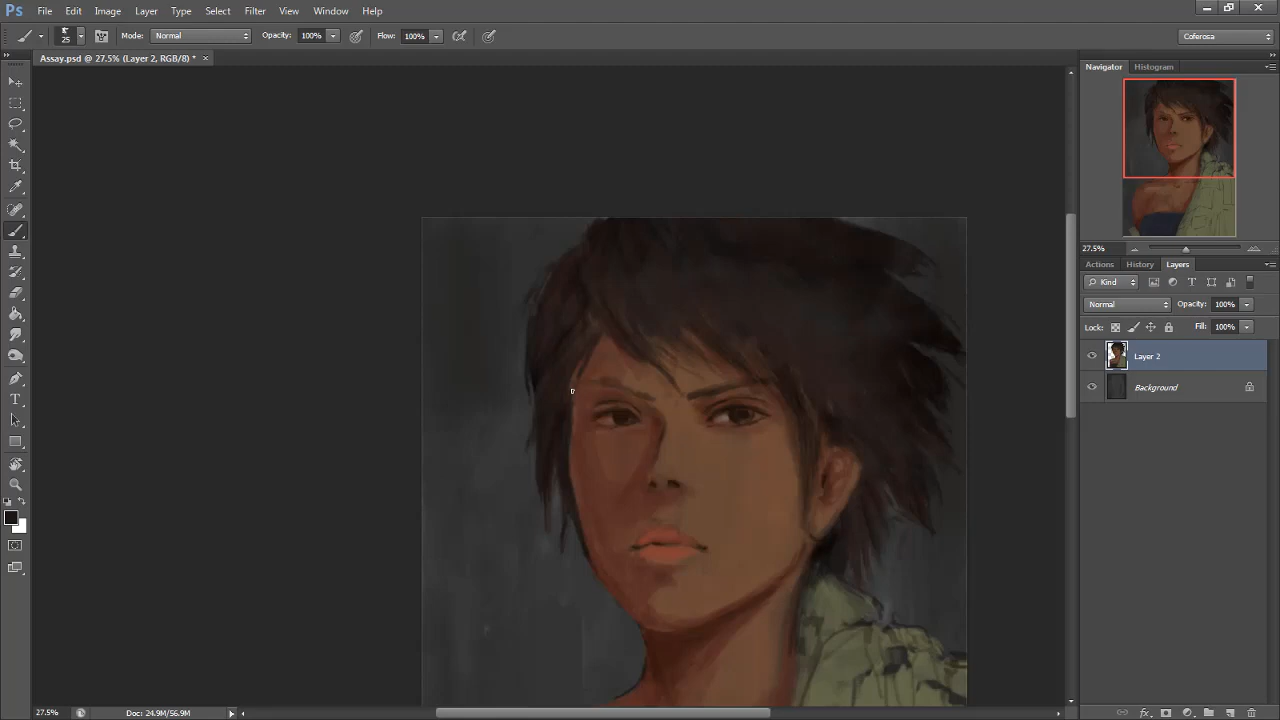 Ps File Edit Image Layer Type Select Filter View Window Help
25 Mode: Normal Opacity: 100% Flow: 100% Coferosa
Assay.psd @ 27.5% (Layer 2, RGB/8) * ×
Navigator Histogram
27.5%
Actions History Layers
Kind
Normal Opacity: 100%
Lock: Fill: 100%
Layer 2
Background
27.5% Doc: 24.9M/56.9M